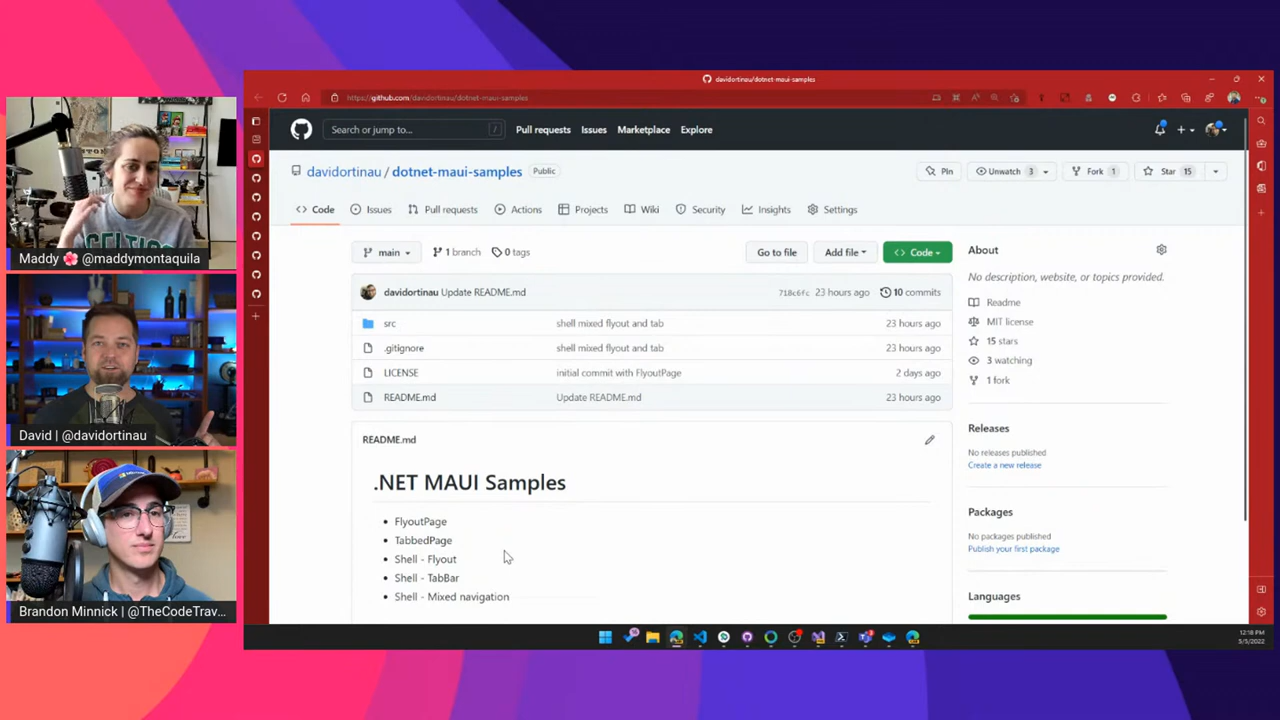 davidortinau/dotnet-maui-samples
https://github.com/davidortinau/dotnet-maui-samples
Search or jump to... /
Pull requests Issues Marketplace Explore
davidortinau / dotnet-maui-samples Public
Pin Unwatch 3 Fork 1 Star 15
Code Issues Pull requests Actions Projects Wiki Security Insights Settings
main 1 branch 0 tags Go to file Add file Code
davidortinau Update README.md 718c6fc 23 hours ago 10 commits
src shell mixed flyout and tab 23 hours ago
.gitignore shell mixed flyout and tab 23 hours ago
LICENSE initial commit with FlyoutPage 2 days ago
README.md Update README.md 23 hours ago
README.md
.NET MAUI Samples
FlyoutPage
TabbedPage
Shell - Flyout
Shell - TabBar
Shell - Mixed navigation
About
No description, website, or topics provided.
Readme
MIT license
15 stars
3 watching
1 fork
Releases
No releases published
Create a new release
Packages
No packages published
Publish your first package
Languages
12:18 PM
5/5/2022
Maddy 🌸 @maddymontaquila
David | @davidortinau
Brandon Minnick | @TheCodeTrav...